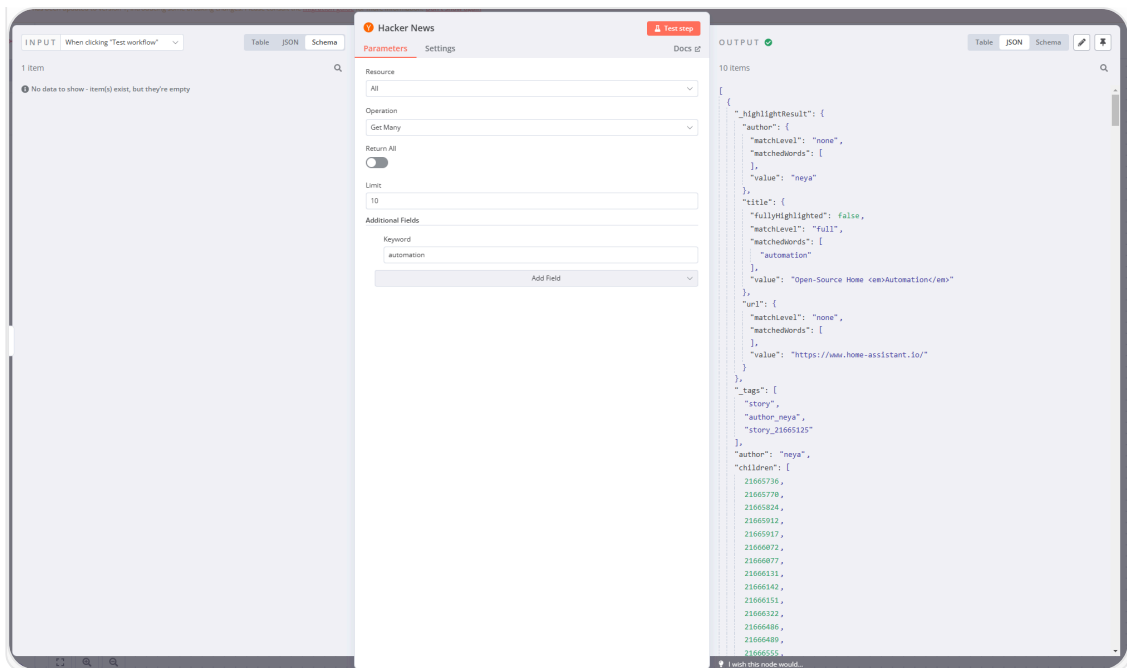 INPUT When clicking "Test workflow"
Table JSON Schema
1 item
No data to show - item(s) exist, but they're empty
Hacker News
Test step
Parameters Settings
Docs
Resource
All
Operation
Get Many
Return All
Limit
10
Additional Fields
Keyword
automation
Add Field
OUTPUT
Table JSON Schema
10 items
[
{
"_highlightResult": {
"author": {
"matchLevel": "none",
"matchedWords": [
],
"value": "neya"
},
"title": {
"fullyHighlighted": false,
"matchLevel": "full",
"matchedWords": [
"automation"
],
"value": "Open-Source Home <em>Automation</em>"
},
"url": {
"matchLevel": "none",
"matchedWords": [
],
"value": "https://www.home-assistant.io/"
}
},
"_tags": [
"story",
"author_neya",
"story_21665125"
],
"author": "neya",
"children": [
21665736,
21665770,
21665824,
21665912,
21665917,
21666072,
21666077,
21666131,
21666142,
21666151,
21666322,
21666486,
21666489,
21666555,
I wish this node would...